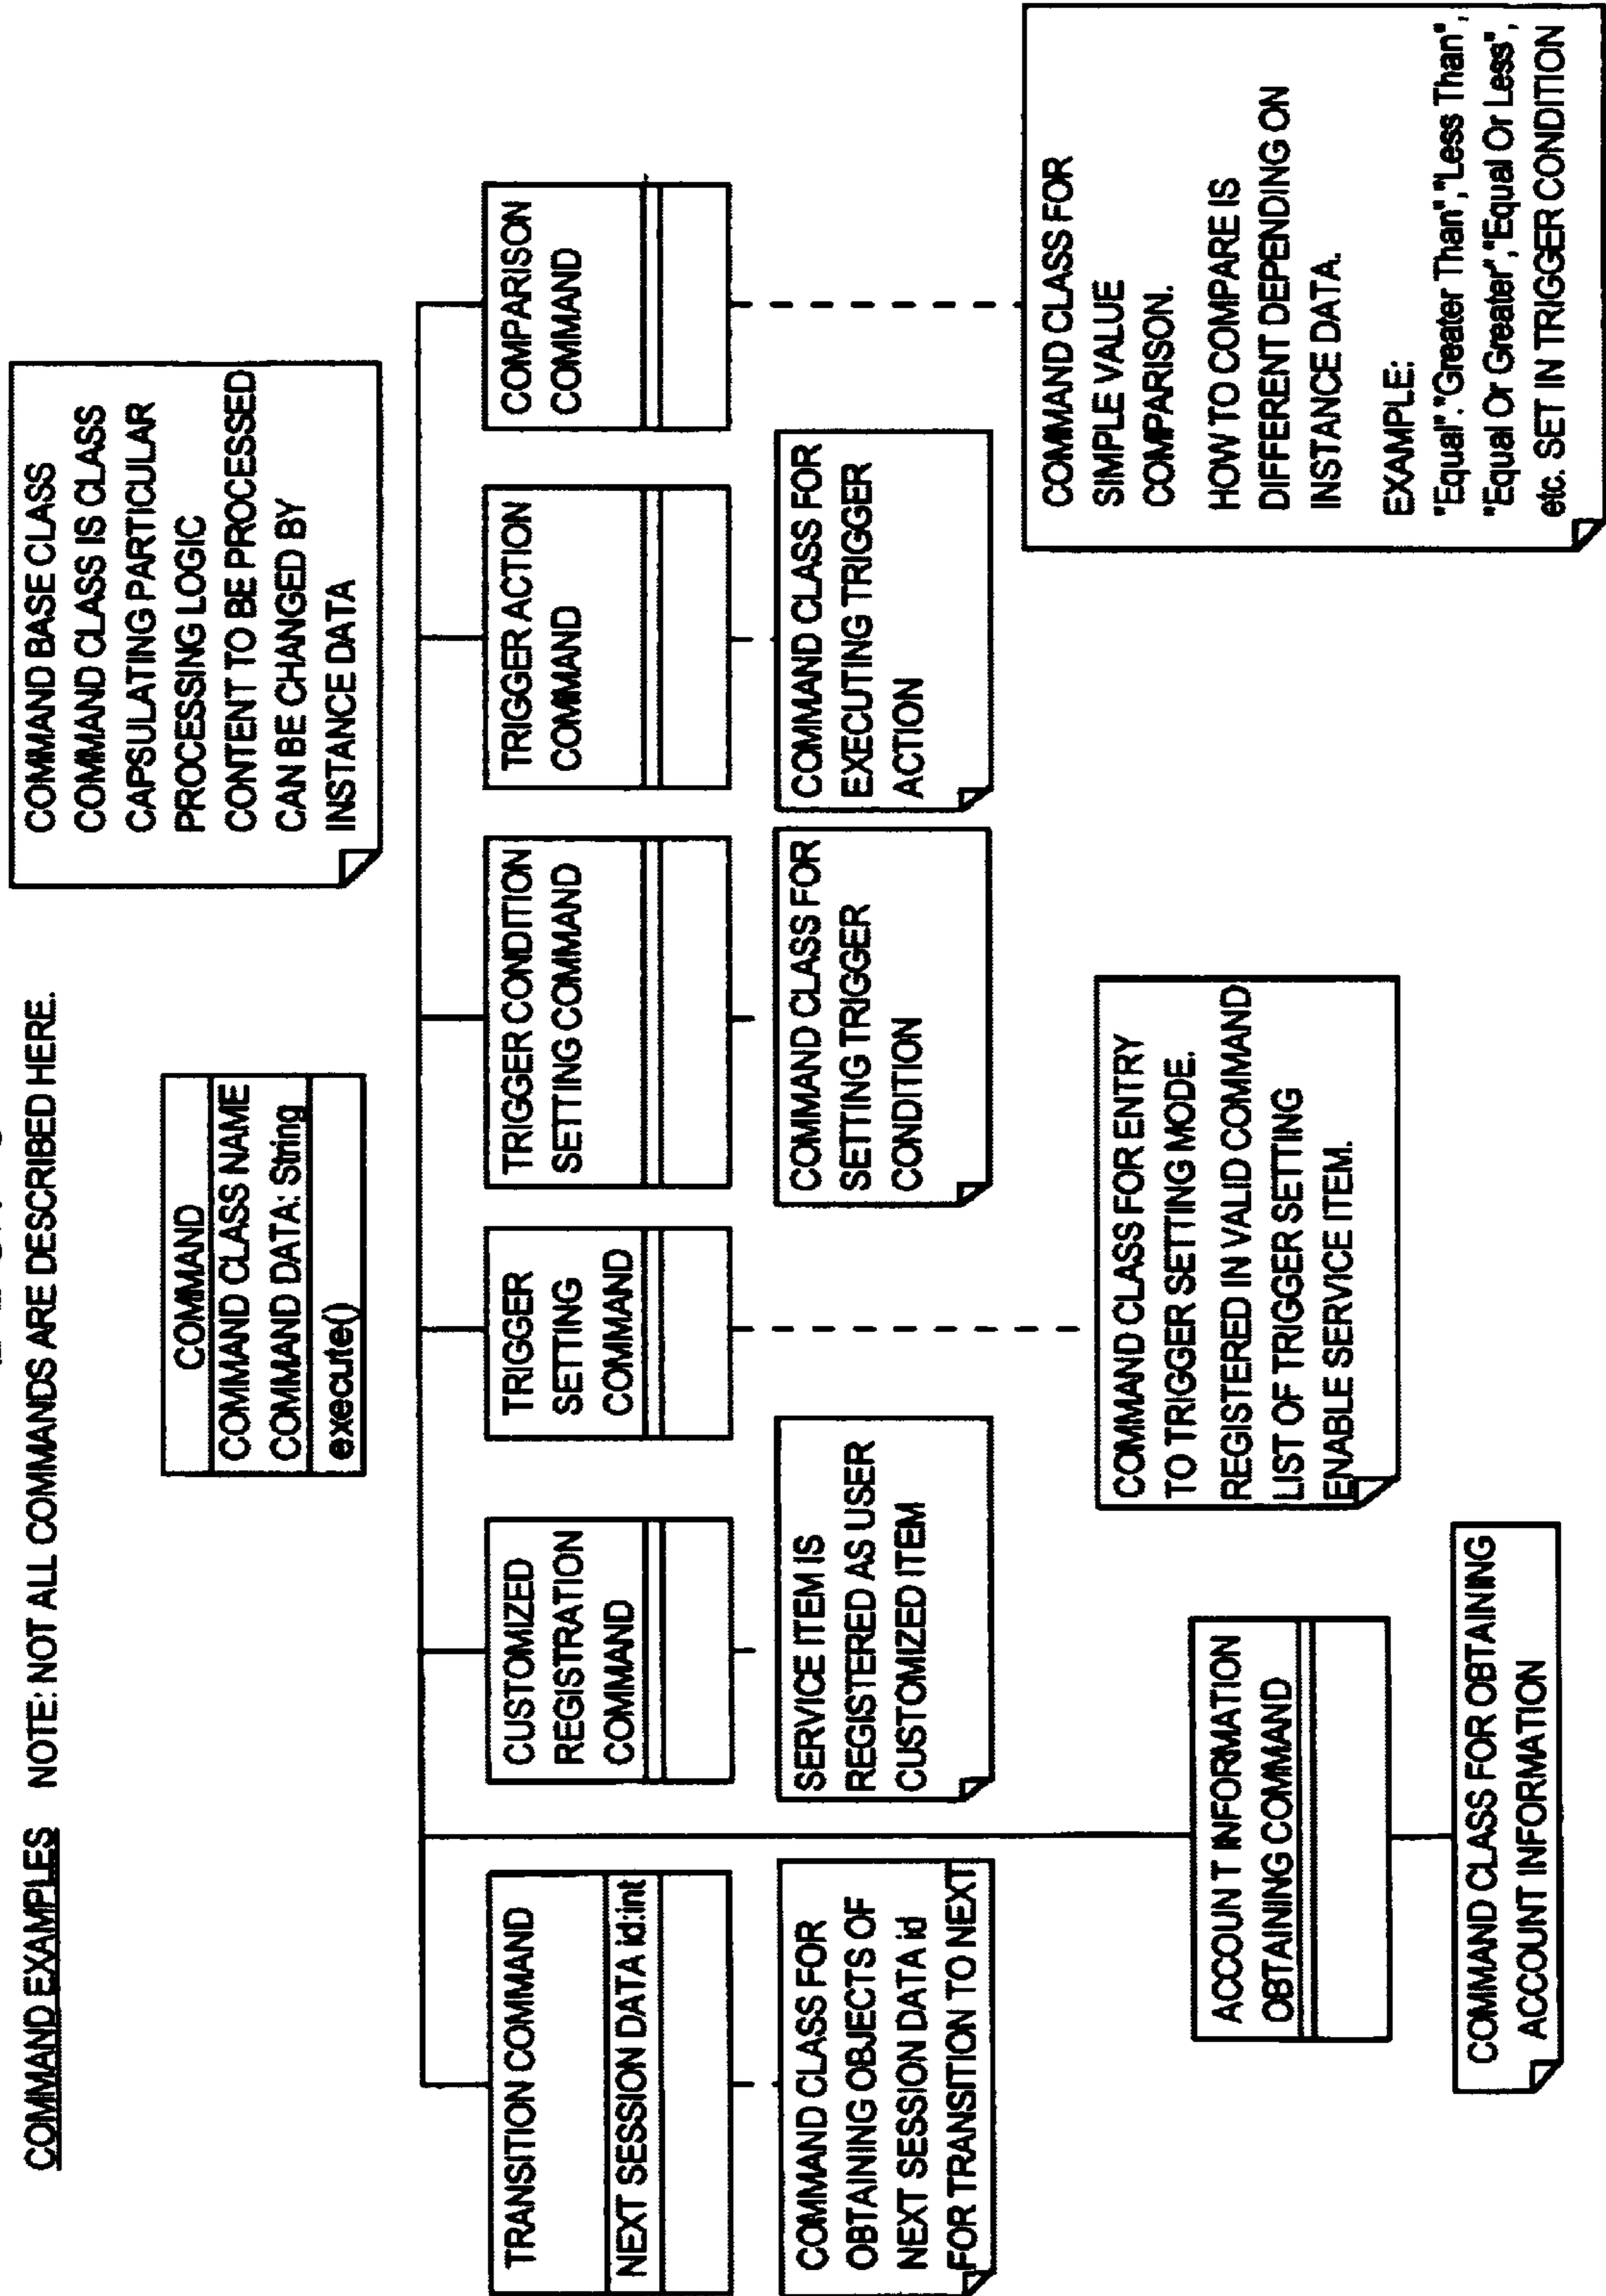 COMMAND EXAMPLES NOTE: NOT ALL COMMANDS ARE DESCRIBED HERE.
COMMAND
COMMAND CLASS NAME
COMMAND DATA: String
execute()
COMMAND BASE CLASS
COMMAND CLASS IS CLASS
CAPSULATING PARTICULAR
PROCESSING LOGIC
CONTENT TO BE PROCESSED
CAN BE CHANGED BY
INSTANCE DATA
TRANSITION COMMAND
NEXT SESSION DATA id:int
COMMAND CLASS FOR
OBTAINING OBJECTS OF
NEXT SESSION DATA id
FOR TRANSITION TO NEXT
CUSTOMIZED
REGISTRATION
COMMAND
SERVICE ITEM IS
REGISTERED AS USER
CUSTOMIZED ITEM
TRIGGER
SETTING
COMMAND
COMMAND CLASS FOR ENTRY
TO TRIGGER SETTING MODE.
REGISTERED IN VALID COMMAND
LIST OF TRIGGER SETTING
ENABLE SERVICE ITEM.
TRIGGER CONDITION
SETTING COMMAND
COMMAND CLASS FOR
SETTING TRIGGER
CONDITION
TRIGGER ACTION
COMMAND
COMMAND CLASS FOR
EXECUTING TRIGGER
ACTION
COMPARISON
COMMAND
COMMAND CLASS FOR
SIMPLE VALUE
COMPARISON.
HOW TO COMPARE IS
DIFFERENT DEPENDING ON
INSTANCE DATA.
EXAMPLE:
"Equal"."Greater Than","Less Than",
"Equal Or Greater","Equal Or Less",
etc. SET IN TRIGGER CONDITION
ACCOUNT INFORMATION
OBTAINING COMMAND
COMMAND CLASS FOR OBTAINING
ACCOUNT INFORMATION